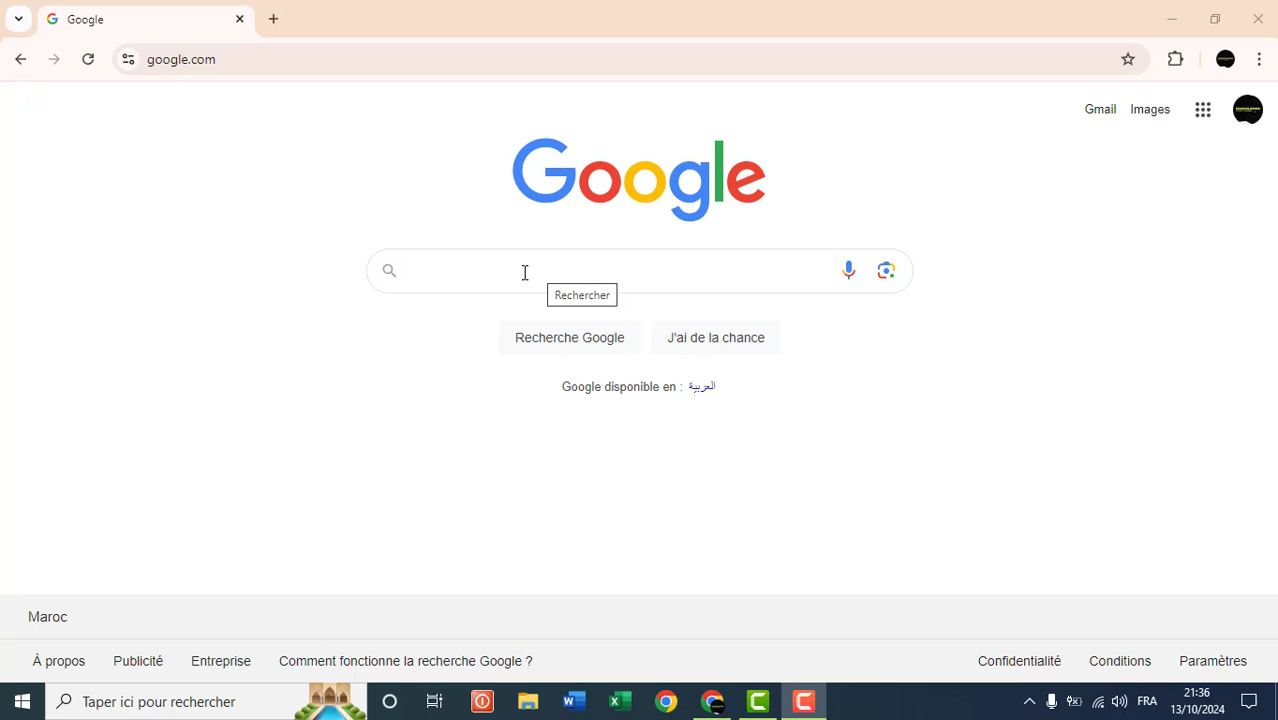 Google
google.com
Gmail Images
Google
Rechercher
Recherche Google J'ai de la chance
Google disponible en : العربية
Maroc
À propos Publicité Entreprise Comment fonctionne la recherche Google ? Confidentialité Conditions Paramètres
Taper ici pour rechercher FRA 21:36
13/10/2024